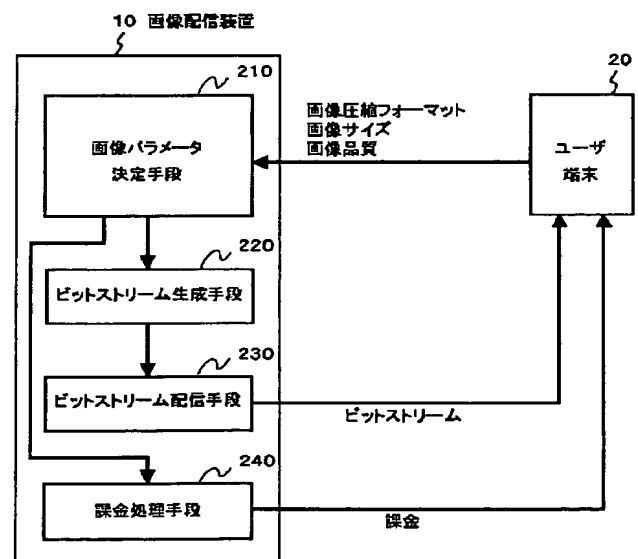 10 画像配信装置
210
画像パラメータ
決定手段
画像圧縮フォーマット
画像サイズ
画像品質
20
ユーザ
端末
220
ビットストリーム生成手段
230
ビットストリーム配信手段
ビットストリーム
240
課金処理手段
課金